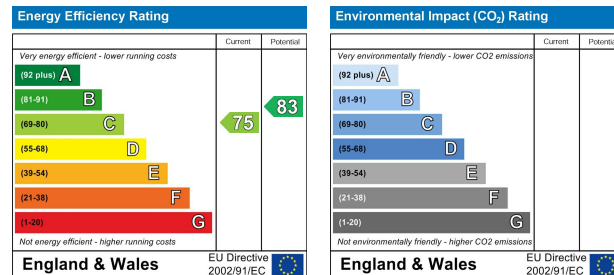 Energy Efficiency Rating
Current Potential
Very energy efficient - lower running costs
(92 plus) A
(81-91) B
(69-80) C
(55-68) D
(39-54) E
(21-38) F
(1-20) G
75
83
Not energy efficient - higher running costs
England & Wales
EU Directive
2002/91/EC
Environmental Impact (CO₂) Rating
Current Potential
Very environmentally friendly - lower CO2 emissions
(92 plus) A
(81-91) B
(69-80) C
(55-68) D
(39-54) E
(21-38) F
(1-20) G
Not environmentally friendly - higher CO2 emissions
England & Wales
EU Directive
2002/91/EC